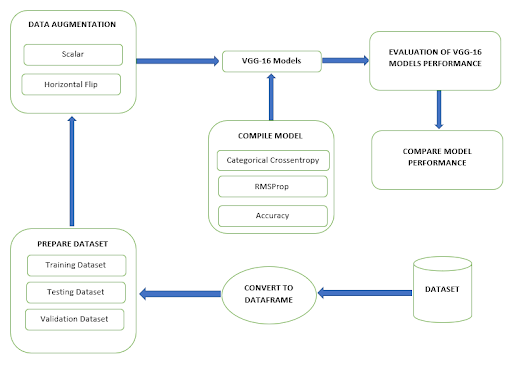 DATA AUGMENTATION
Scalar
Horizontal Flip
VGG-16 Models
EVALUATION OF VGG-16
MODELS PERFORMANCE
COMPILE MODEL
Categorical Crossentropy
RMSProp
Accuracy
COMPARE MODEL
PERFORMANCE
PREPARE DATASET
Training Dataset
Testing Dataset
Validation Dataset
CONVERT TO
DATAFRAME
DATASET